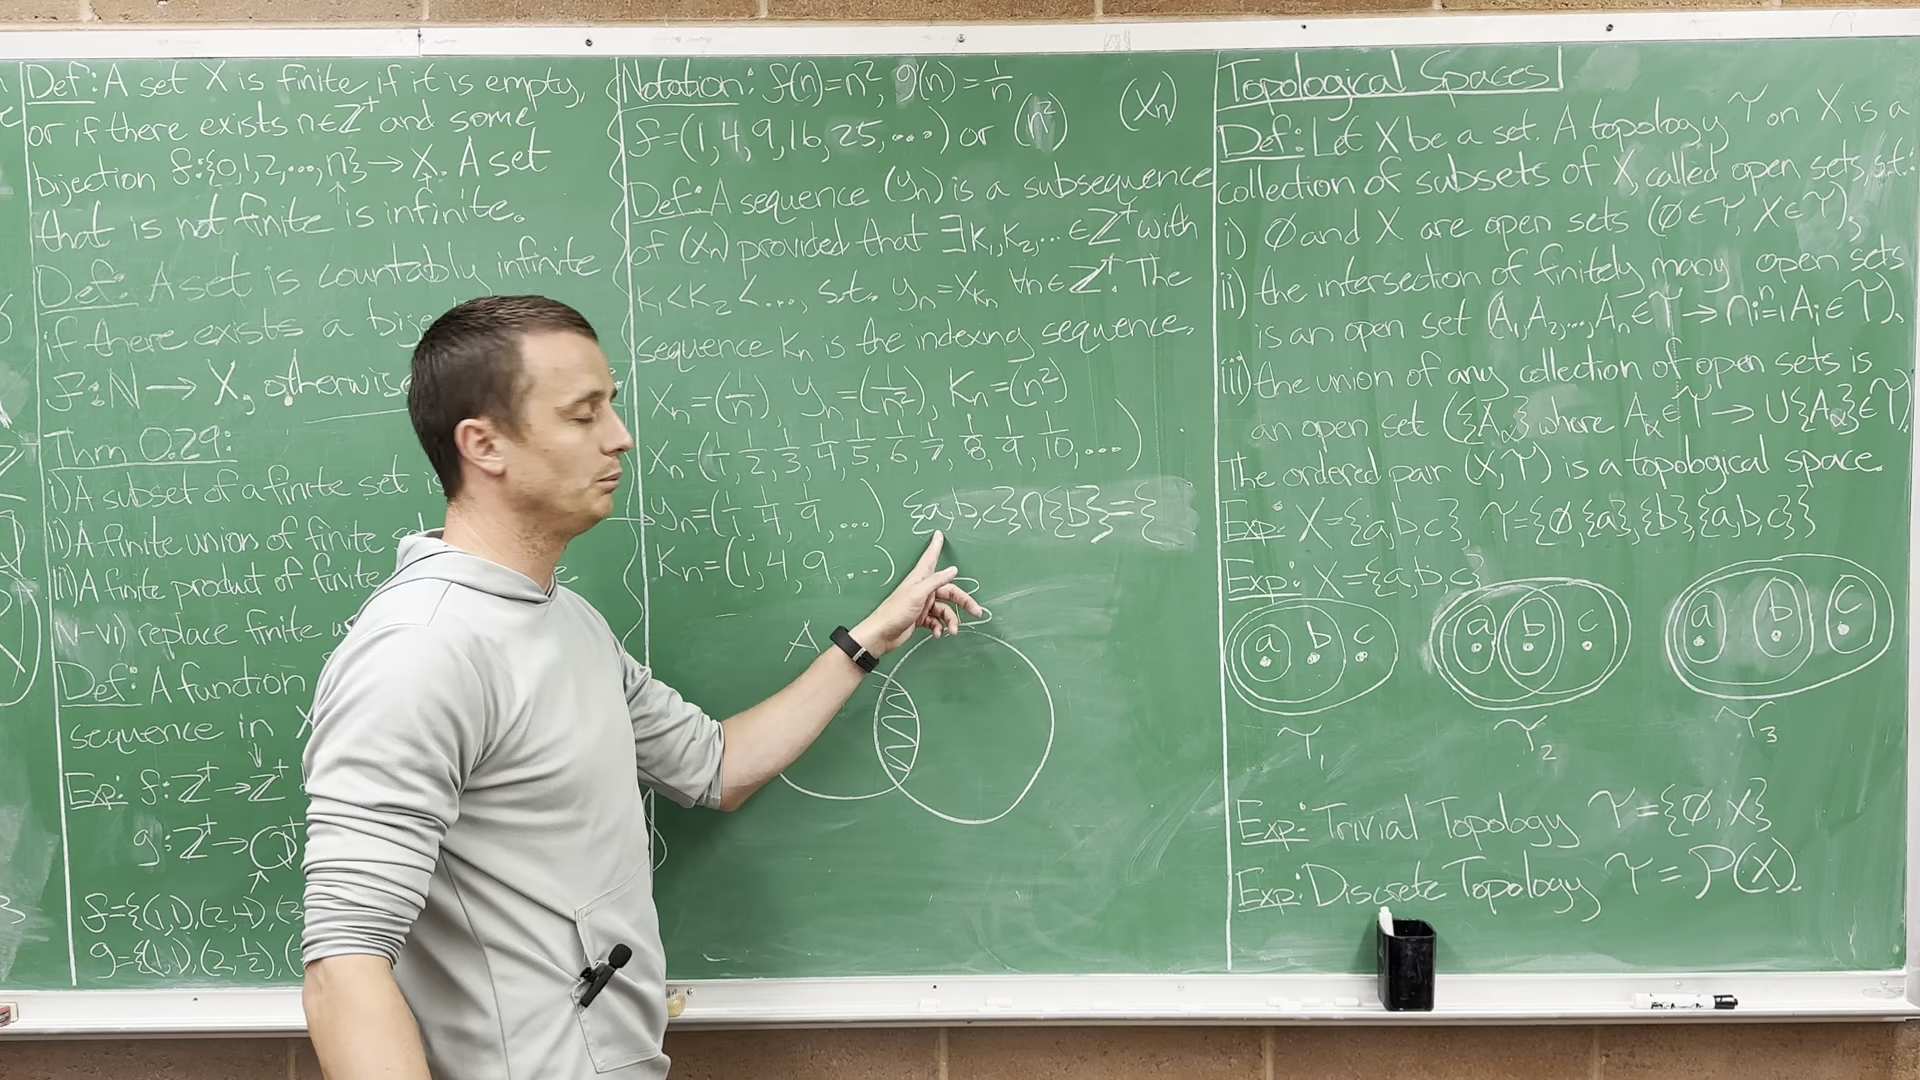 Def: A set X is finite if it is empty,
or if there exists n∈Z⁺ and some
bijection f:{0,1,2,...,n}→X. A set
that is not finite is infinite.
Def: A set is countably infinite
if there exists a bije
f:N→X, otherwise
Thm 0.29:
i) A subset of a finite set i
ii) A finite union of finite
iii) A finite product of finite
iv-vi) replace finite w
Def: A function
sequence in X
Exp: f:Z⁺→Z⁺
g:Z⁺→Q⁺
f={(1,1),(2,4),(3
g={(1,1),(2,1/2),(
Notation: f(n)=n², g(n)=1/n
f=(1,4,9,16,25,...) or (n²) (Xn)
Def: A sequence (yn) is a subsequence
of (xn) provided that ∃K₁,K₂,...∈Z⁺ with
K₁<K₂<..., s.t. yn=xKn ∀n∈Z⁺. The
sequence Kn is the indexing sequence.
Xn=(1/n), yn=(1/n²), Kn=(n²)
Xn=(1/1,1/2,1/3,1/4,1/5,1/6,1/7,1/8,1/9,1/10,...)
yn=(1/1,1/4,1/9,...) {a,b,c}∩{b}={
Kn=(1,4,9,...)
A
Topological Spaces
Def: Let X be a set. A topology Υ on X is a
collection of subsets of X, called open sets, s.t.
i) Ø and X are open sets (Ø∈Υ, X∈Υ),
ii) the intersection of finitely many open sets
is an open set (A₁,A₂,...,An∈Υ→∩ⁿi=1 Ai∈Υ),
iii) the union of any collection of open sets is
an open set ({Aα} where Aα∈Υ→∪{Aα}∈Υ)
The ordered pair (X,Υ) is a topological space.
Exp: X={a,b,c}, Υ={Ø,{a},{b},{a,b,c}}
Exp: X={a,b,c}
a b c a b c a b c
Υ₁ Υ₂ Υ₃
Exp: Trivial Topology Υ={Ø,X}
Exp: Discrete Topology Υ=P(X).